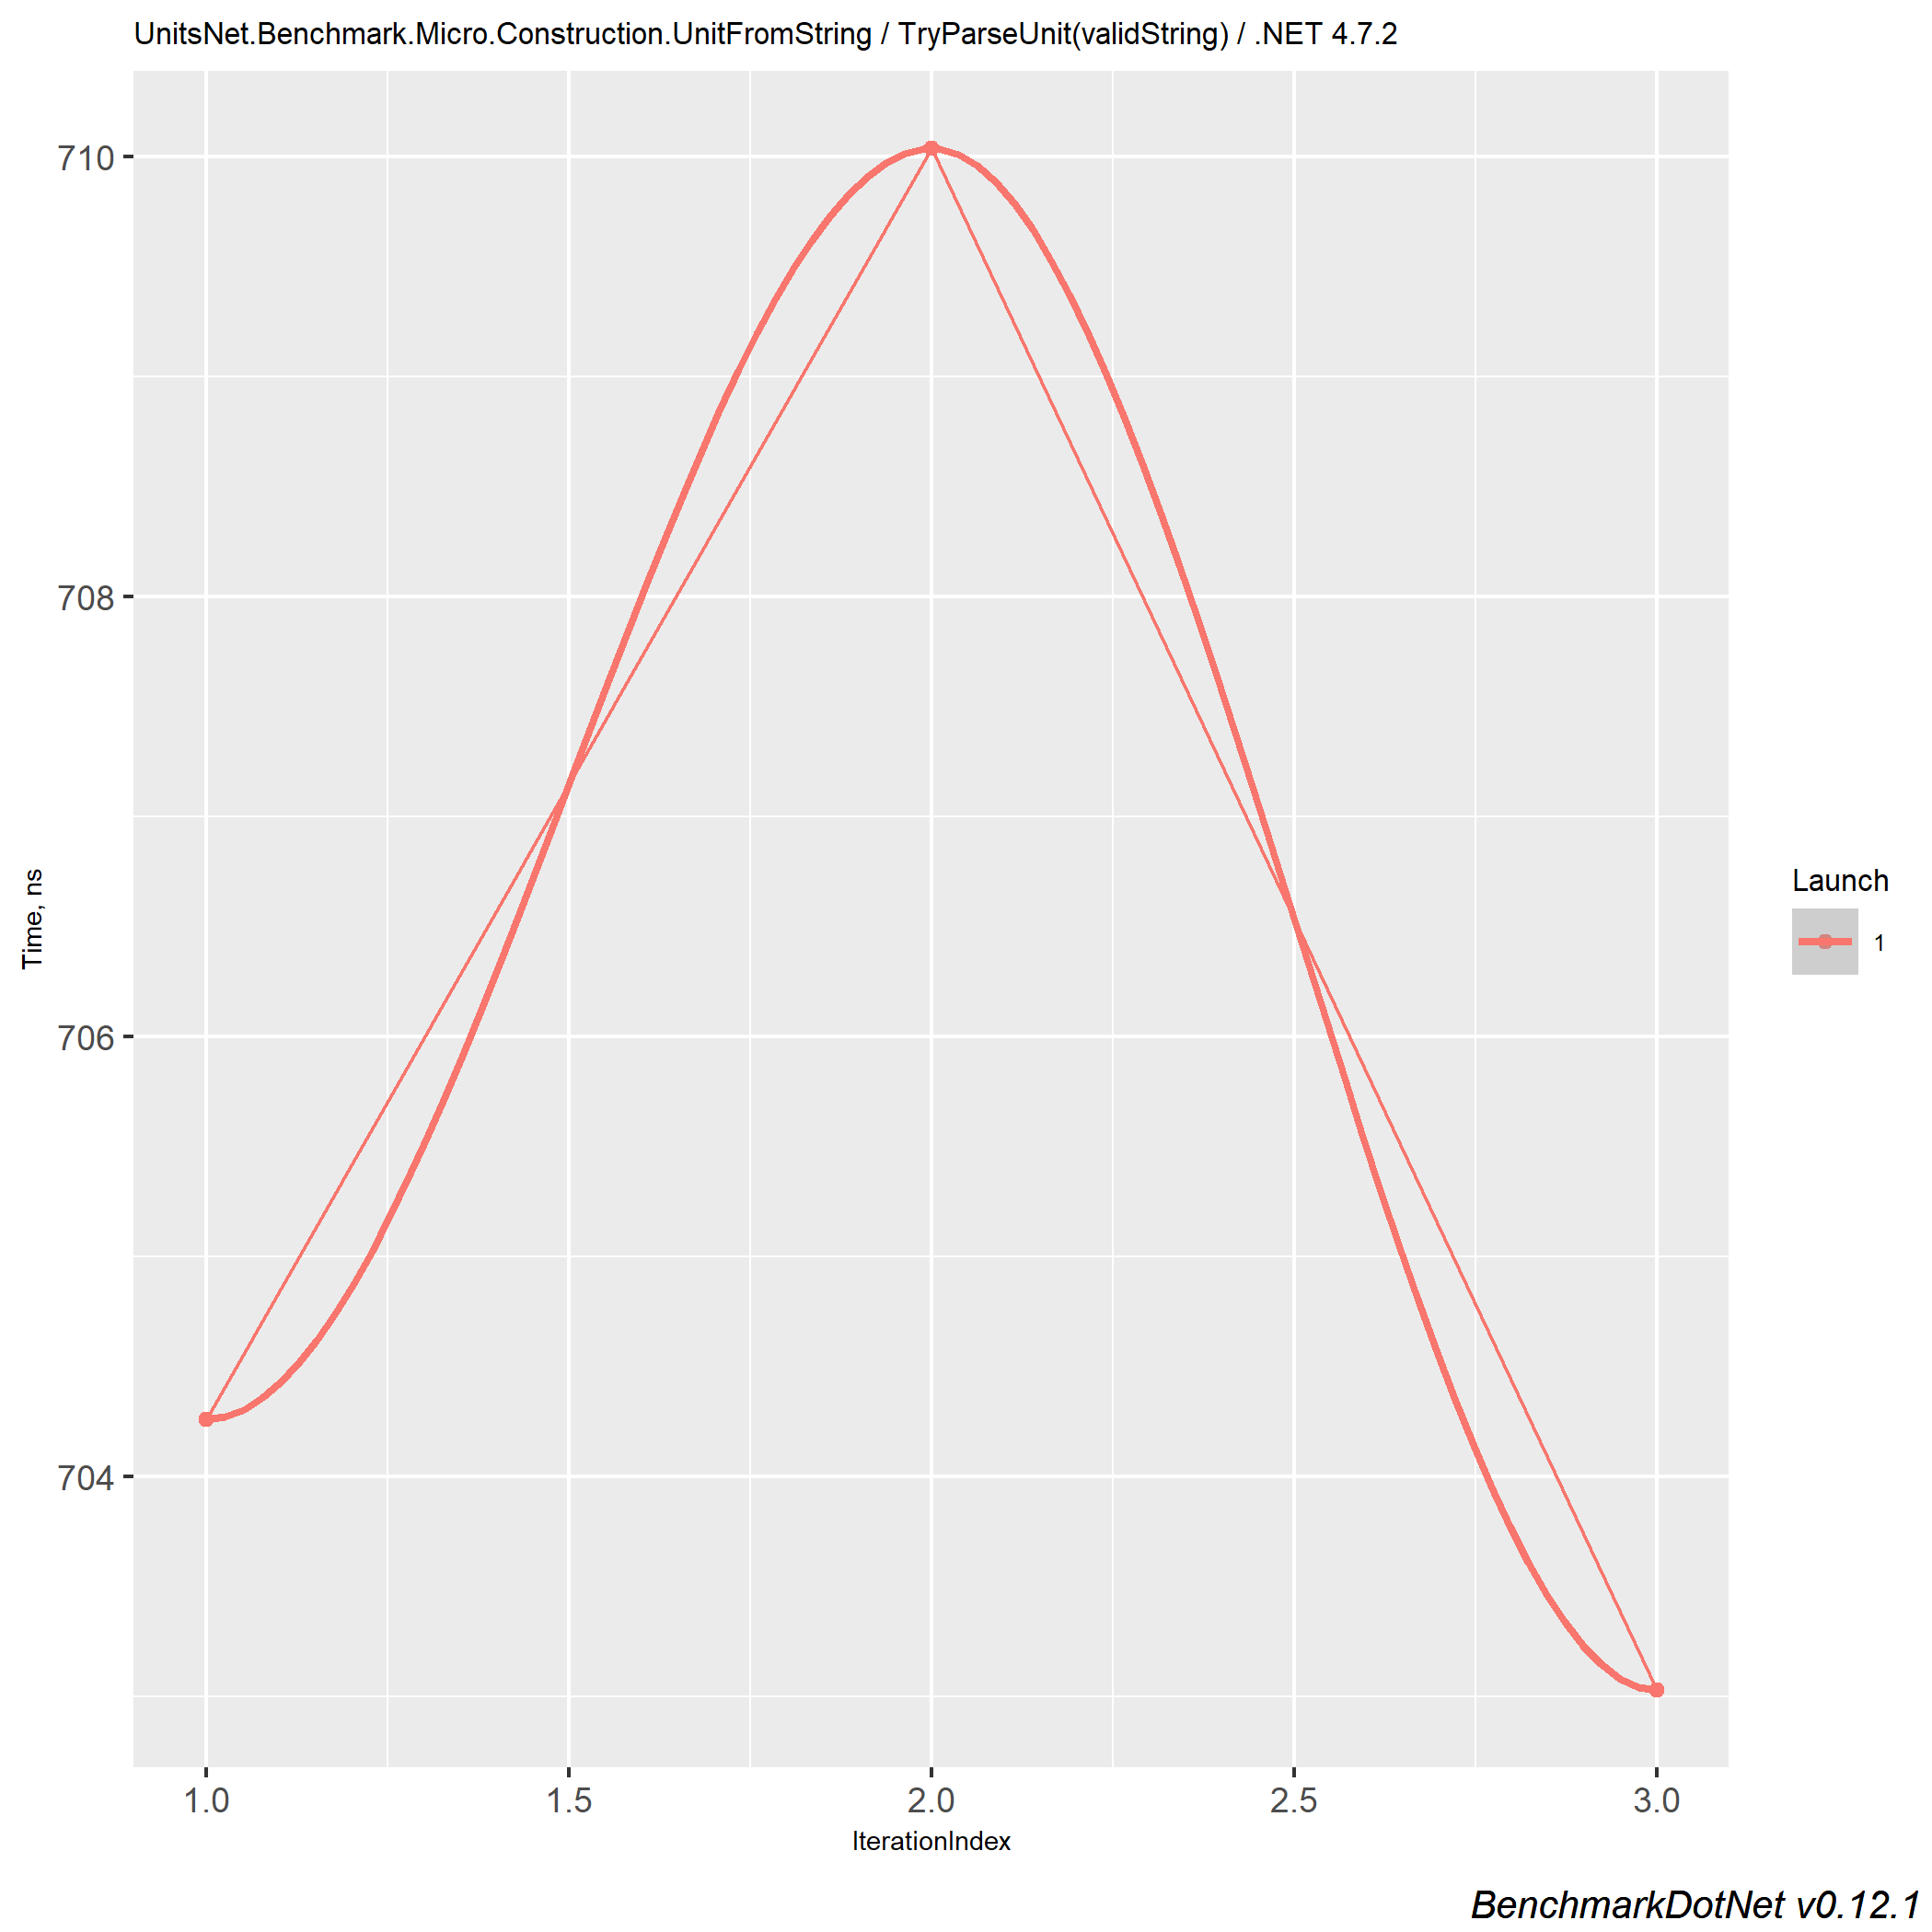 UnitsNet.Benchmark.Micro.Construction.UnitFromString / TryParseUnit(validString) / .NET 4.7.2
710
708
706
704
Time, ns
1.0 1.5 2.0 2.5 3.0
IterationIndex
Launch
1
BenchmarkDotNet v0.12.1